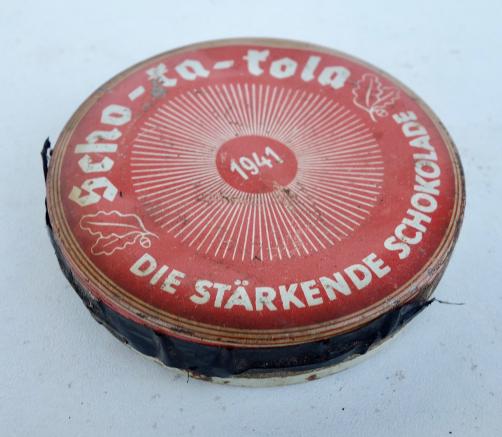 Scho-ka-kola
1941
DIE STÄRKENDE SCHOKOLADE